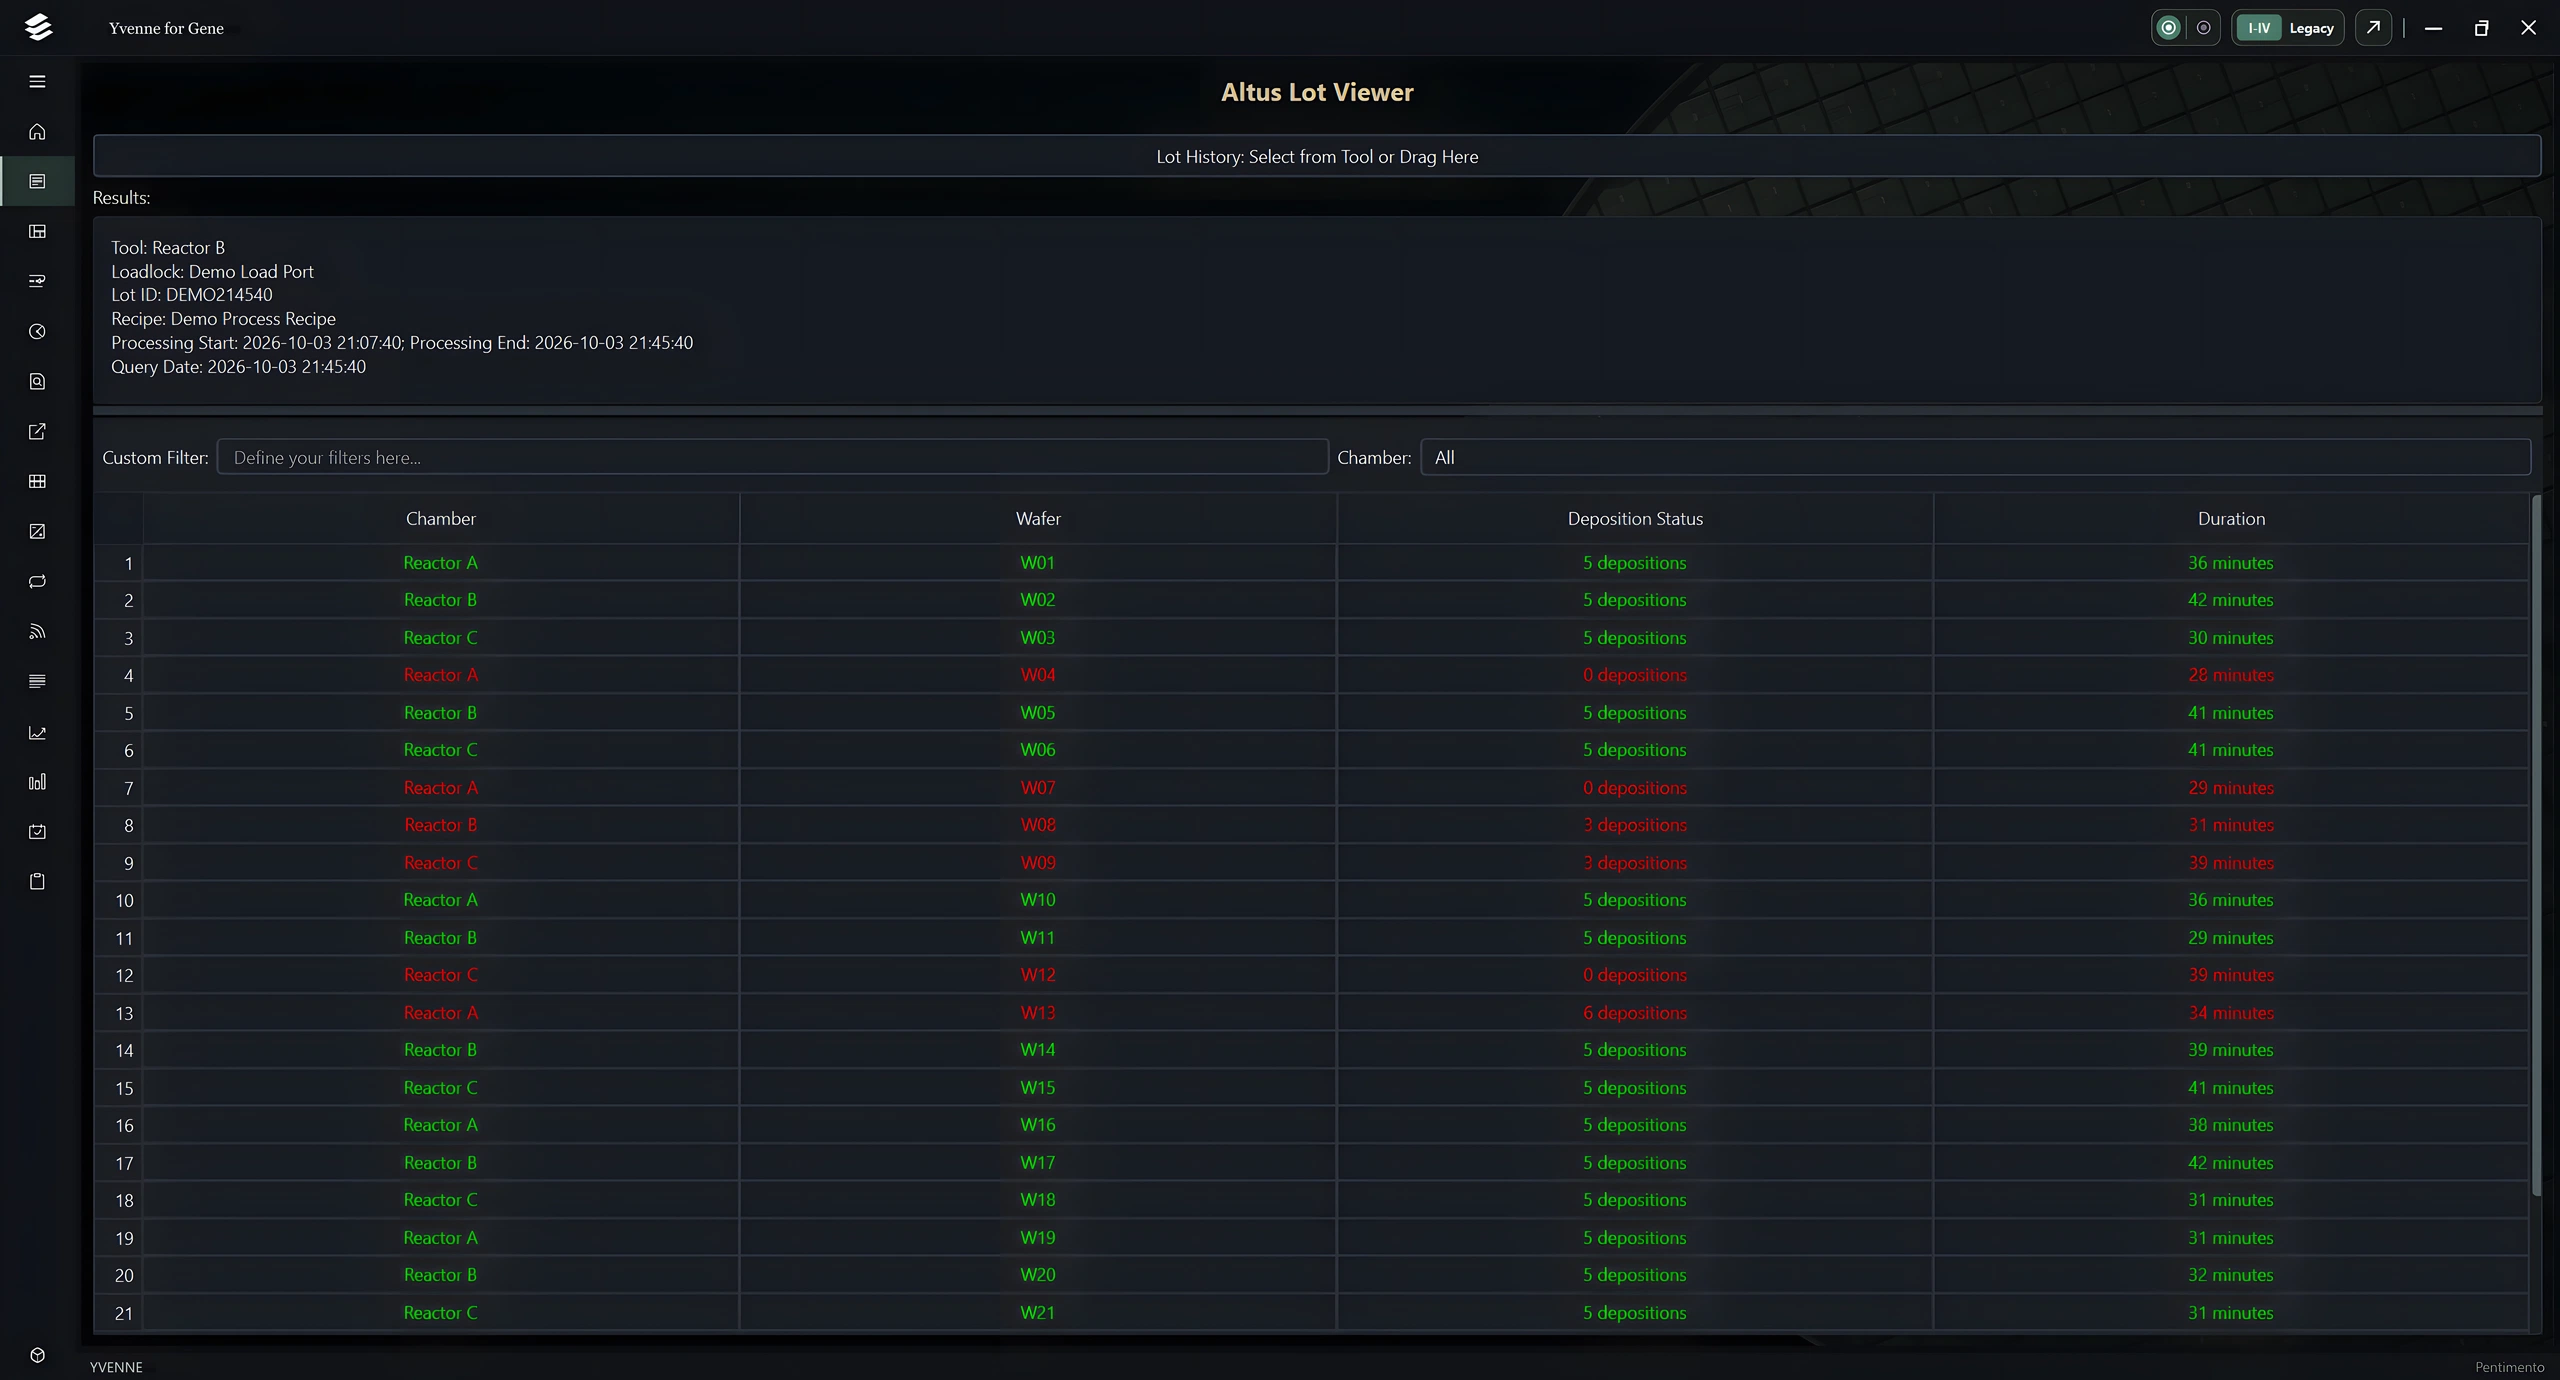 Yvenne for Gene
I-IV Legacy
Altus Lot Viewer
Lot History: Select from Tool or Drag Here
Results:
Tool: Reactor B
Loadlock: Demo Load Port
Lot ID: DEMO214540
Recipe: Demo Process Recipe
Processing Start: 2026-10-03 21:07:40; Processing End: 2026-10-03 21:45:40
Query Date: 2026-10-03 21:45:40
Custom Filter: Define your filters here... Chamber: All
Chamber Wafer Deposition Status Duration
1 Reactor A W01 5 depositions 36 minutes
2 Reactor B W02 5 depositions 42 minutes
3 Reactor C W03 5 depositions 30 minutes
4 Reactor A W04 0 depositions 28 minutes
5 Reactor B W05 5 depositions 41 minutes
6 Reactor C W06 5 depositions 41 minutes
7 Reactor A W07 0 depositions 29 minutes
8 Reactor B W08 3 depositions 31 minutes
9 Reactor C W09 3 depositions 39 minutes
10 Reactor A W10 5 depositions 36 minutes
11 Reactor B W11 5 depositions 29 minutes
12 Reactor C W12 0 depositions 39 minutes
13 Reactor A W13 6 depositions 34 minutes
14 Reactor B W14 5 depositions 39 minutes
15 Reactor C W15 5 depositions 41 minutes
16 Reactor A W16 5 depositions 38 minutes
17 Reactor B W17 5 depositions 42 minutes
18 Reactor C W18 5 depositions 31 minutes
19 Reactor A W19 5 depositions 31 minutes
20 Reactor B W20 5 depositions 32 minutes
21 Reactor C W21 5 depositions 31 minutes
YVENNE
Pentimento